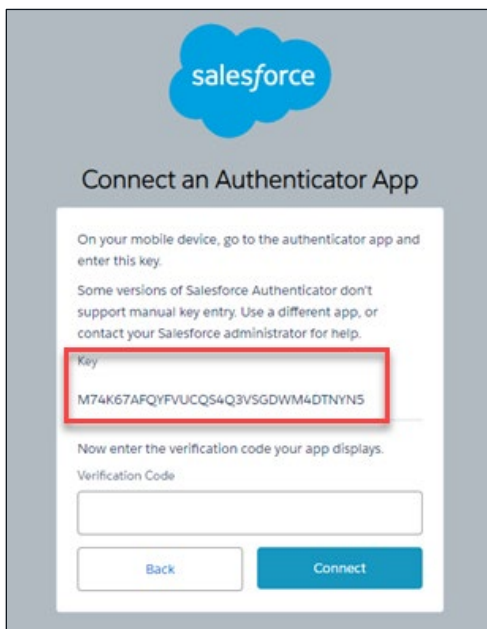 salesforce
Connect an Authenticator App
On your mobile device, go to the authenticator app and
enter this key.
Some versions of Salesforce Authenticator don't
support manual key entry. Use a different app, or
contact your Salesforce administrator for help.
Key
M74K67AFQYFVUCQS4Q3VSGDWM4DTNYN5
Now enter the verification code your app displays.
Verification Code
Back
Connect